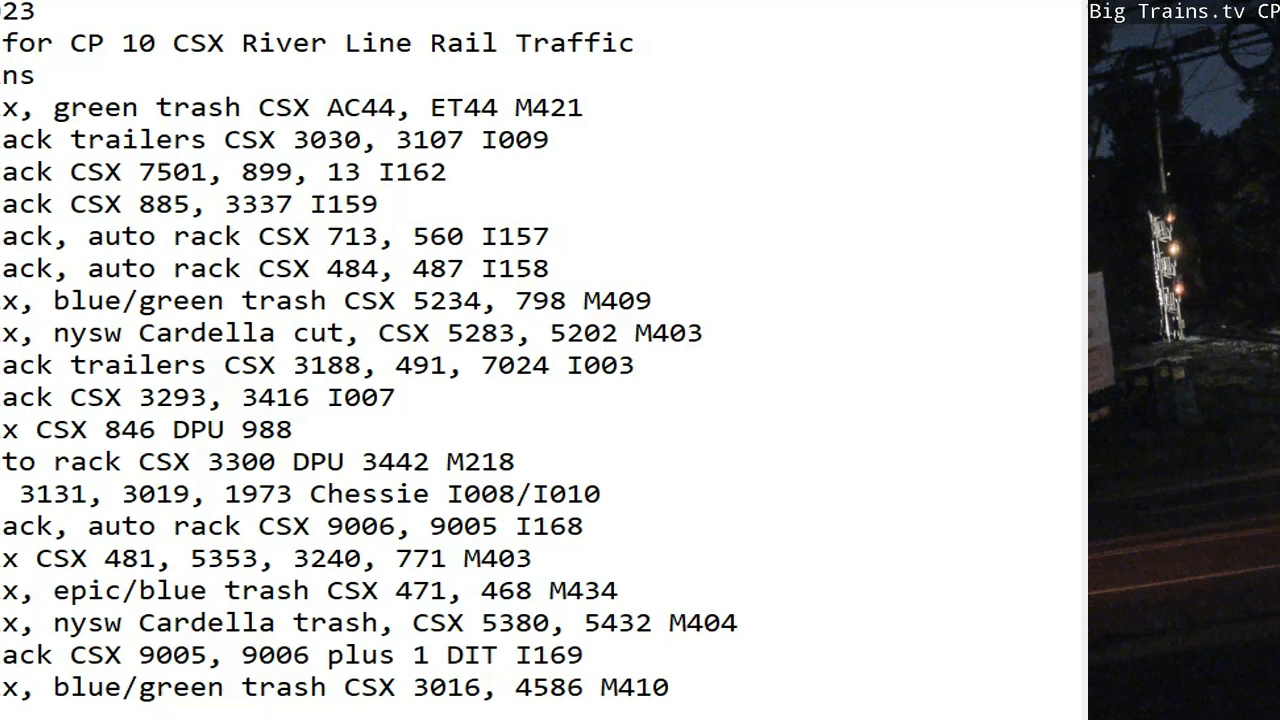 23
for CP 10 CSX River Line Rail Traffic
ns
x, green trash CSX AC44, ET44 M421
ack trailers CSX 3030, 3107 I009
ack CSX 7501, 899, 13 I162
ack CSX 885, 3337 I159
ack, auto rack CSX 713, 560 I157
ack, auto rack CSX 484, 487 I158
x, blue/green trash CSX 5234, 798 M409
x, nysw Cardella cut, CSX 5283, 5202 M403
ack trailers CSX 3188, 491, 7024 I003
ack CSX 3293, 3416 I007
x CSX 846 DPU 988
to rack CSX 3300 DPU 3442 M218
3131, 3019, 1973 Chessie I008/I010
ack, auto rack CSX 9006, 9005 I168
x CSX 481, 5353, 3240, 771 M403
x, epic/blue trash CSX 471, 468 M434
x, nysw Cardella trash, CSX 5380, 5432 M404
ack CSX 9005, 9006 plus 1 DIT I169
x, blue/green trash CSX 3016, 4586 M410
Big Trains.tv CP